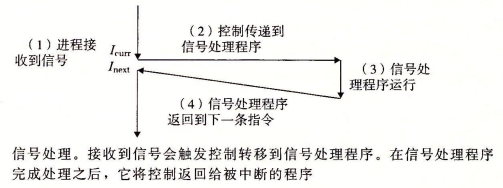 （1）进程接
收到信号
Icurr
Inext
（2）控制传递到
信号处理程序
（3）信号处
理程序运行
（4）信号处理程序
返回到下一条指令
信号处理。接收到信号会触发控制转移到信号处理程序。在信号处理程序
完成处理之后，它将控制返回给被中断的程序